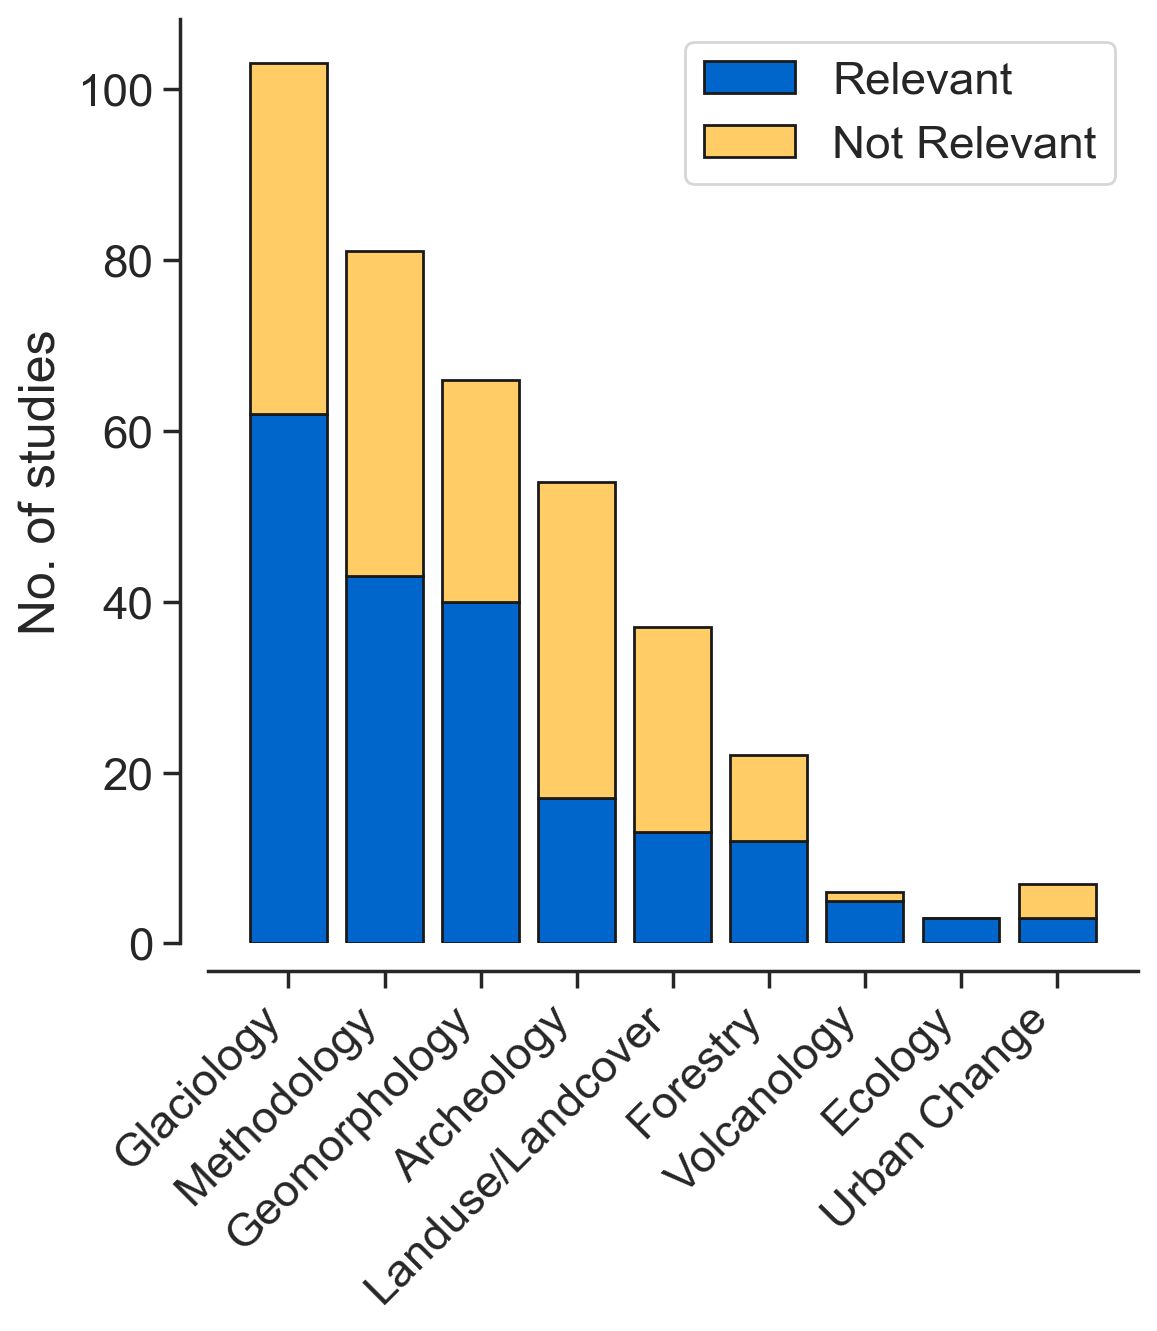 Relevant
Not Relevant
No. of studies
100
80
60
40
20
0
Glaciology
Methodology
Geomorphology
Archeology
Landuse/Landcover
Forestry
Volcanology
Ecology
Urban Change